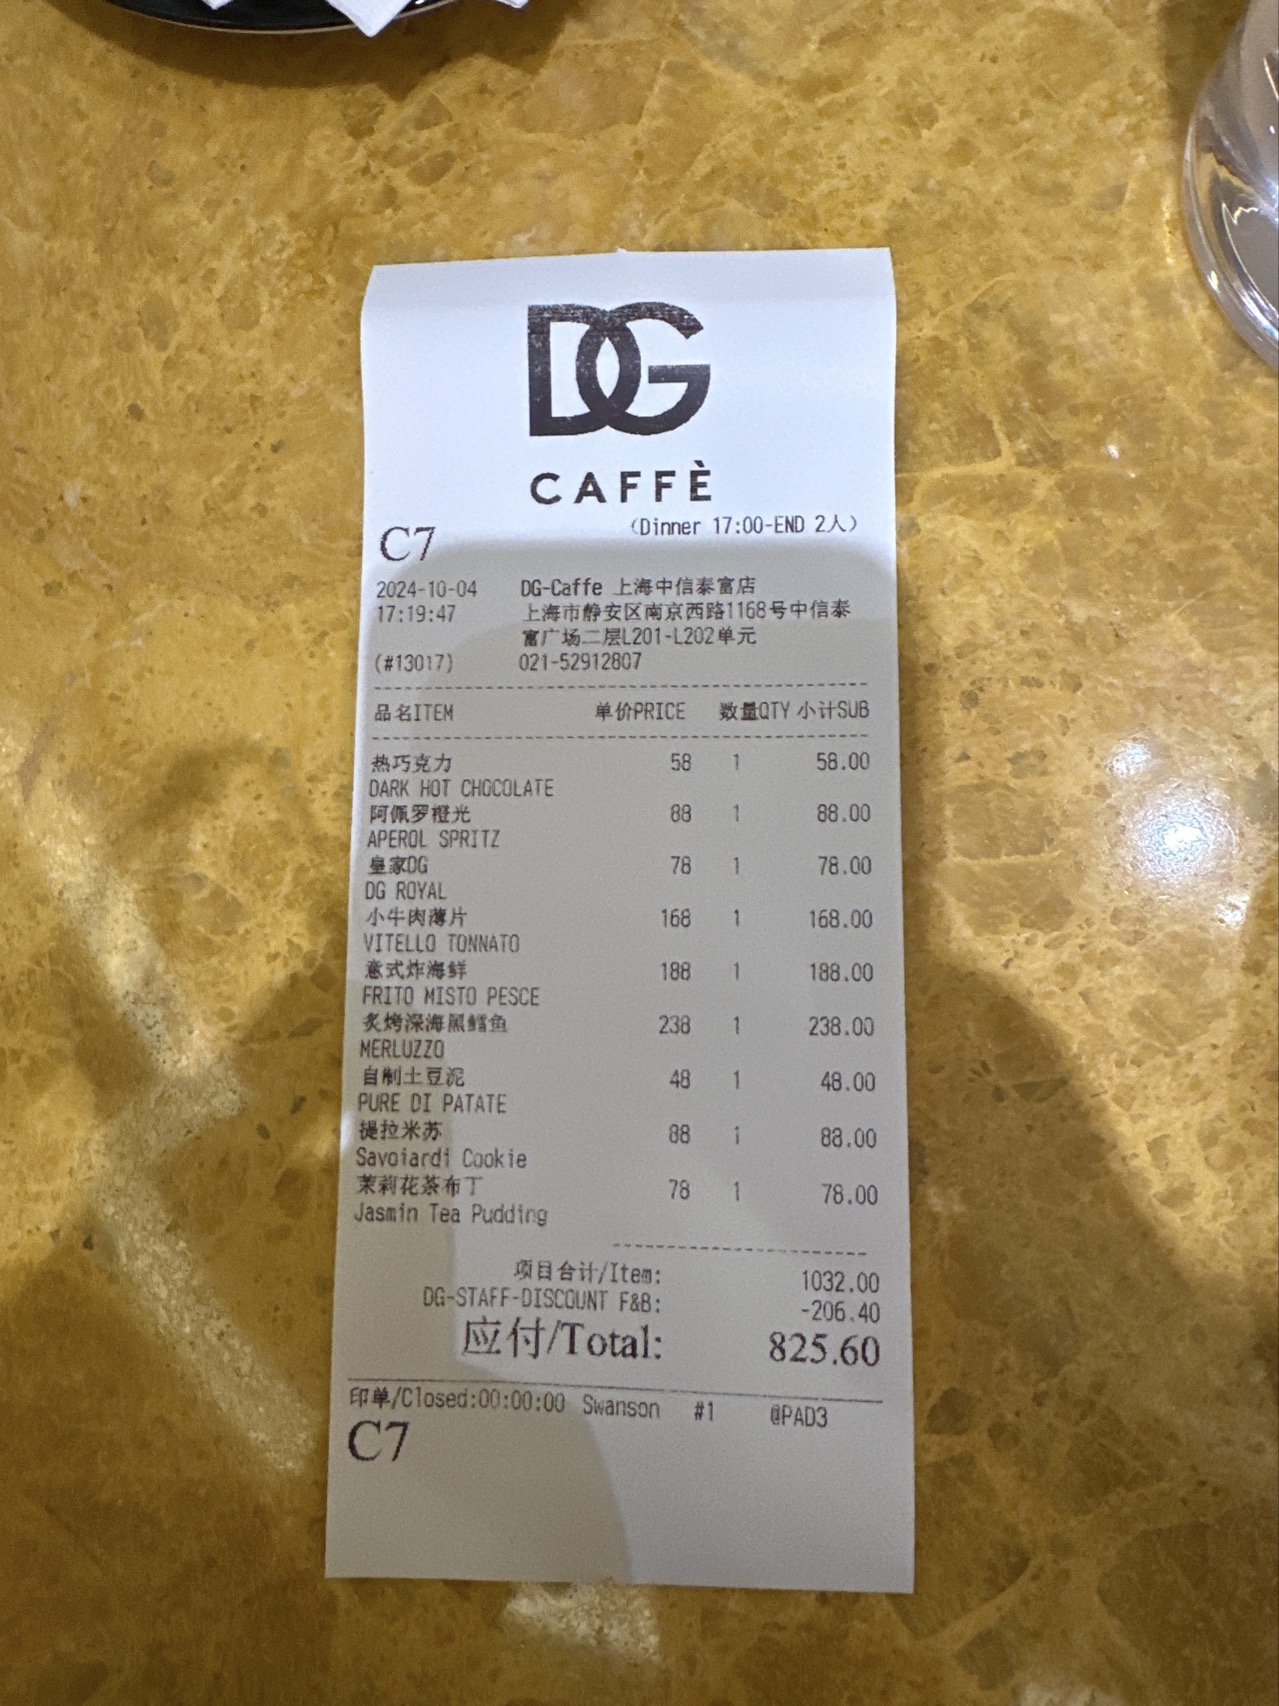 DG
CAFFÈ
C7 (Dinner 17:00-END 2人)
2024-10-04 DG-Caffe 上海中信泰富店
17:19:47 上海市静安区南京西路1168号中信泰
富广场二层L201-L202单元
(#13017) 021-52912807
品名ITEM 单价PRICE 数量QTY 小计SUB
热巧克力 58 1 58.00
DARK HOT CHOCOLATE
阿佩罗橙光 88 1 88.00
APEROL SPRITZ
皇家DG 78 1 78.00
DG ROYAL
小牛肉薄片 168 1 168.00
VITELLO TONNATO
意式炸海鲜 188 1 188.00
FRITO MISTO PESCE
炙烤深海黑鳕鱼 238 1 238.00
MERLUZZO
自制土豆泥 48 1 48.00
PURE DI PATATE
提拉米苏 88 1 88.00
Savoiardi Cookie
茉莉花茶布丁 78 1 78.00
Jasmin Tea Pudding
项目合计/Item: 1032.00
DG-STAFF-DISCOUNT F&B: -206.40
应付/Total: 825.60
印单/Closed:00:00:00 Swanson #1 @PAD3
C7